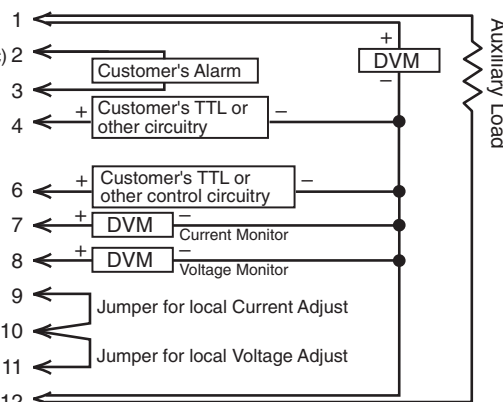 1
+
DVM
–
Auxiliary Load
c) 2
Customer's Alarm
3
4 + Customer's TTL or –
other circuitry
6 + Customer's TTL or –
other control circuitry
7 + DVM – Current Monitor
8 + DVM – Voltage Monitor
9
Jumper for local Current Adjust
10
Jumper for local Voltage Adjust
11
12